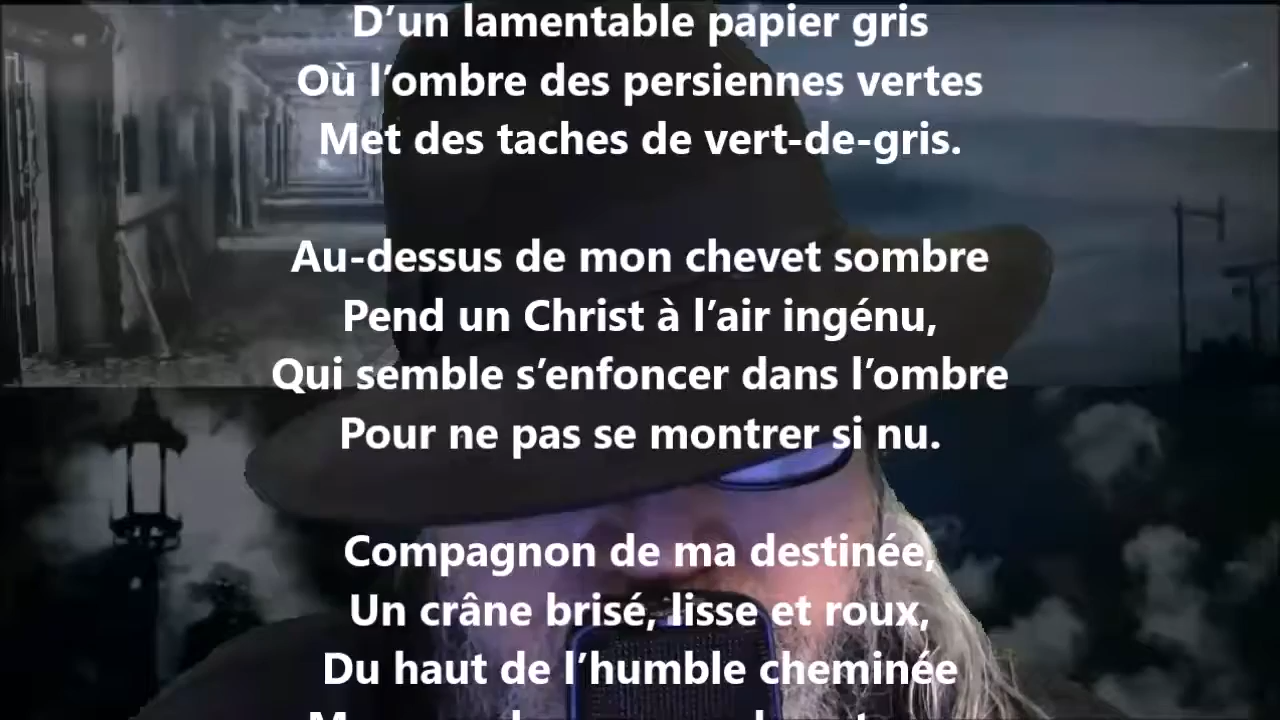 D’un lamentable papier gris
Où l’ombre des persiennes vertes
Met des taches de vert-de-gris.
Au-dessus de mon chevet sombre
Pend un Christ à l’air ingénu,
Qui semble s’enfoncer dans l’ombre
Pour ne pas se montrer si nu.
Compagnon de ma destinée,
Un crâne brisé, lisse et roux,
Du haut de l’humble cheminée